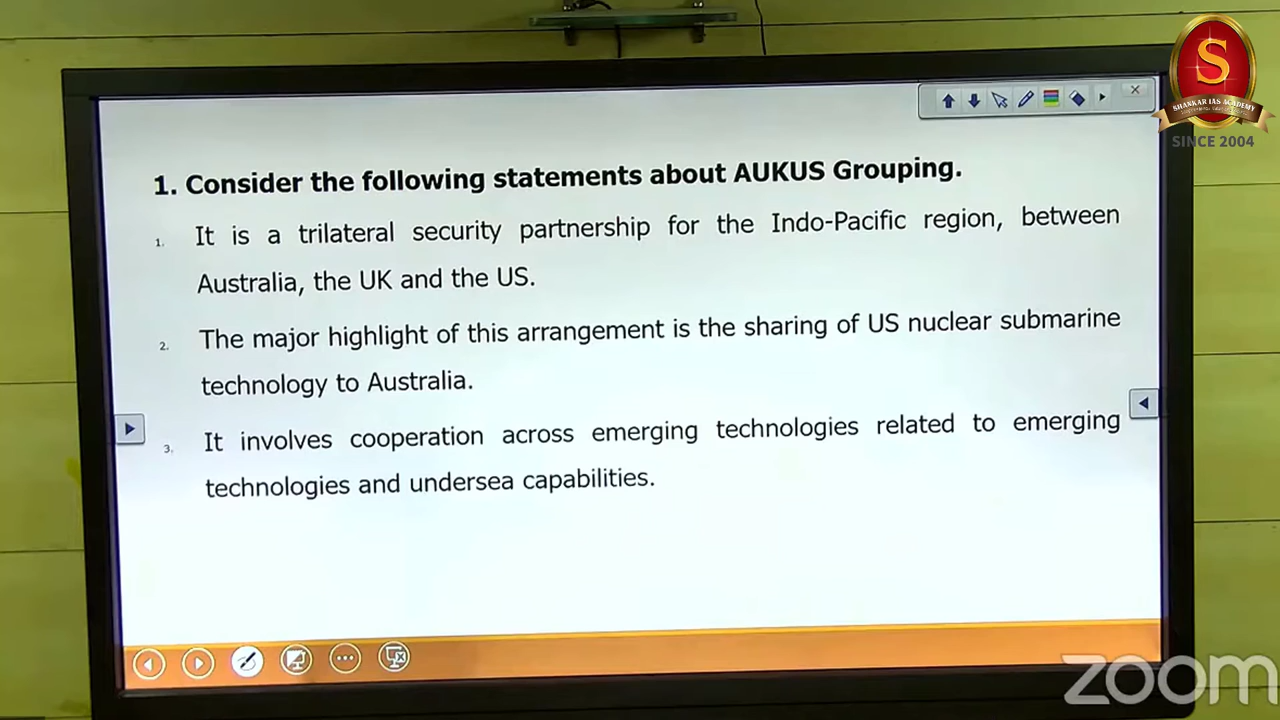 S
SHANKAR IAS ACADEMY
SINCE 2004
1. Consider the following statements about AUKUS Grouping.
1. It is a trilateral security partnership for the Indo-Pacific region, between
Australia, the UK and the US.
2. The major highlight of this arrangement is the sharing of US nuclear submarine
technology to Australia.
3. It involves cooperation across emerging technologies related to emerging
technologies and undersea capabilities.
zoom